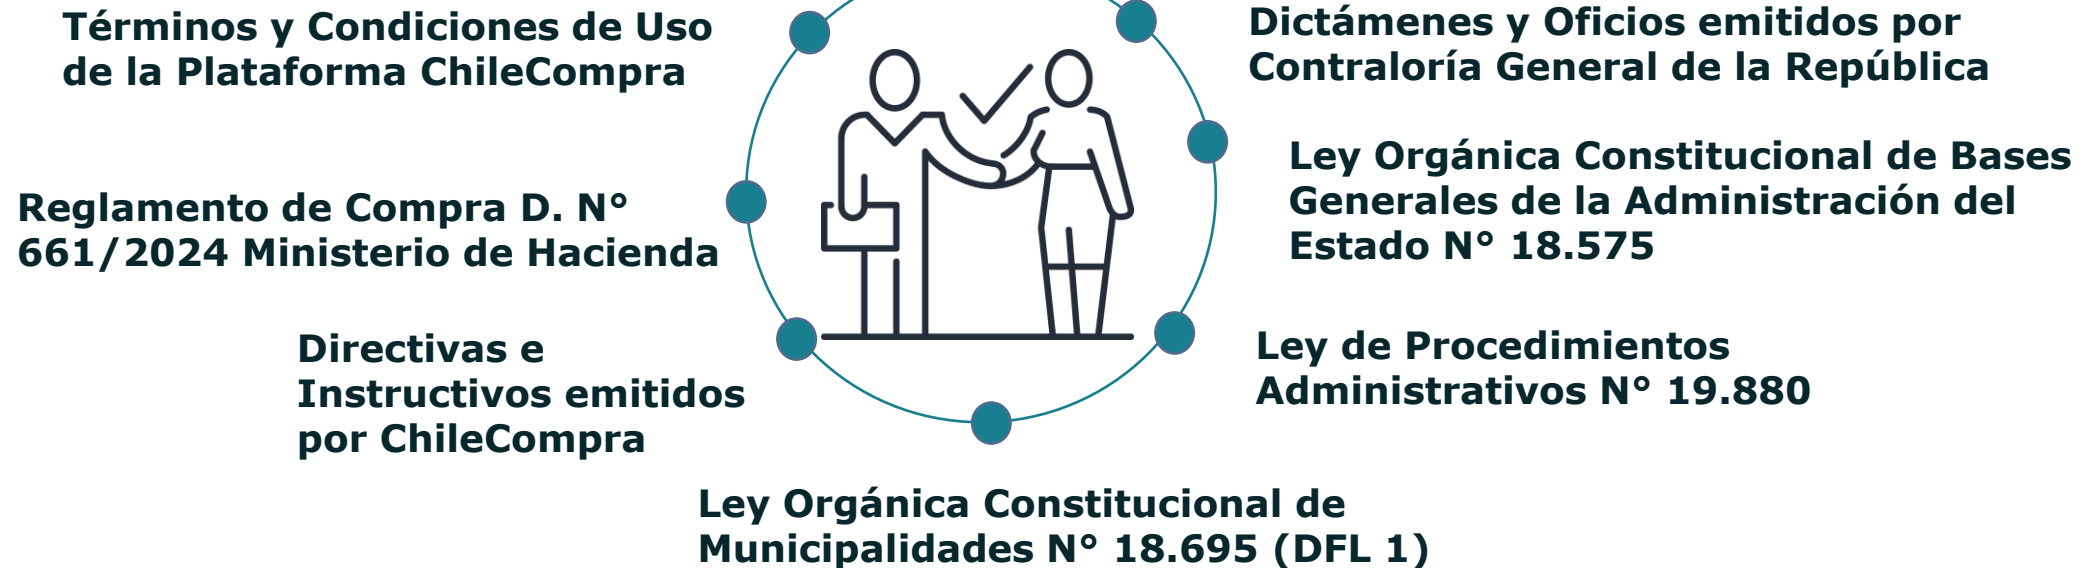 Términos y Condiciones de Uso
de la Plataforma ChileCompra
Reglamento de Compra D. N°
661/2024 Ministerio de Hacienda
Directivas e
Instructivos emitidos
por ChileCompra
Ley Orgánica Constitucional de
Municipalidades N° 18.695 (DFL 1)
Dictámenes y Oficios emitidos por
Contraloría General de la República
Ley Orgánica Constitucional de Bases
Generales de la Administración del
Estado N° 18.575
Ley de Procedimientos
Administrativos N° 19.880